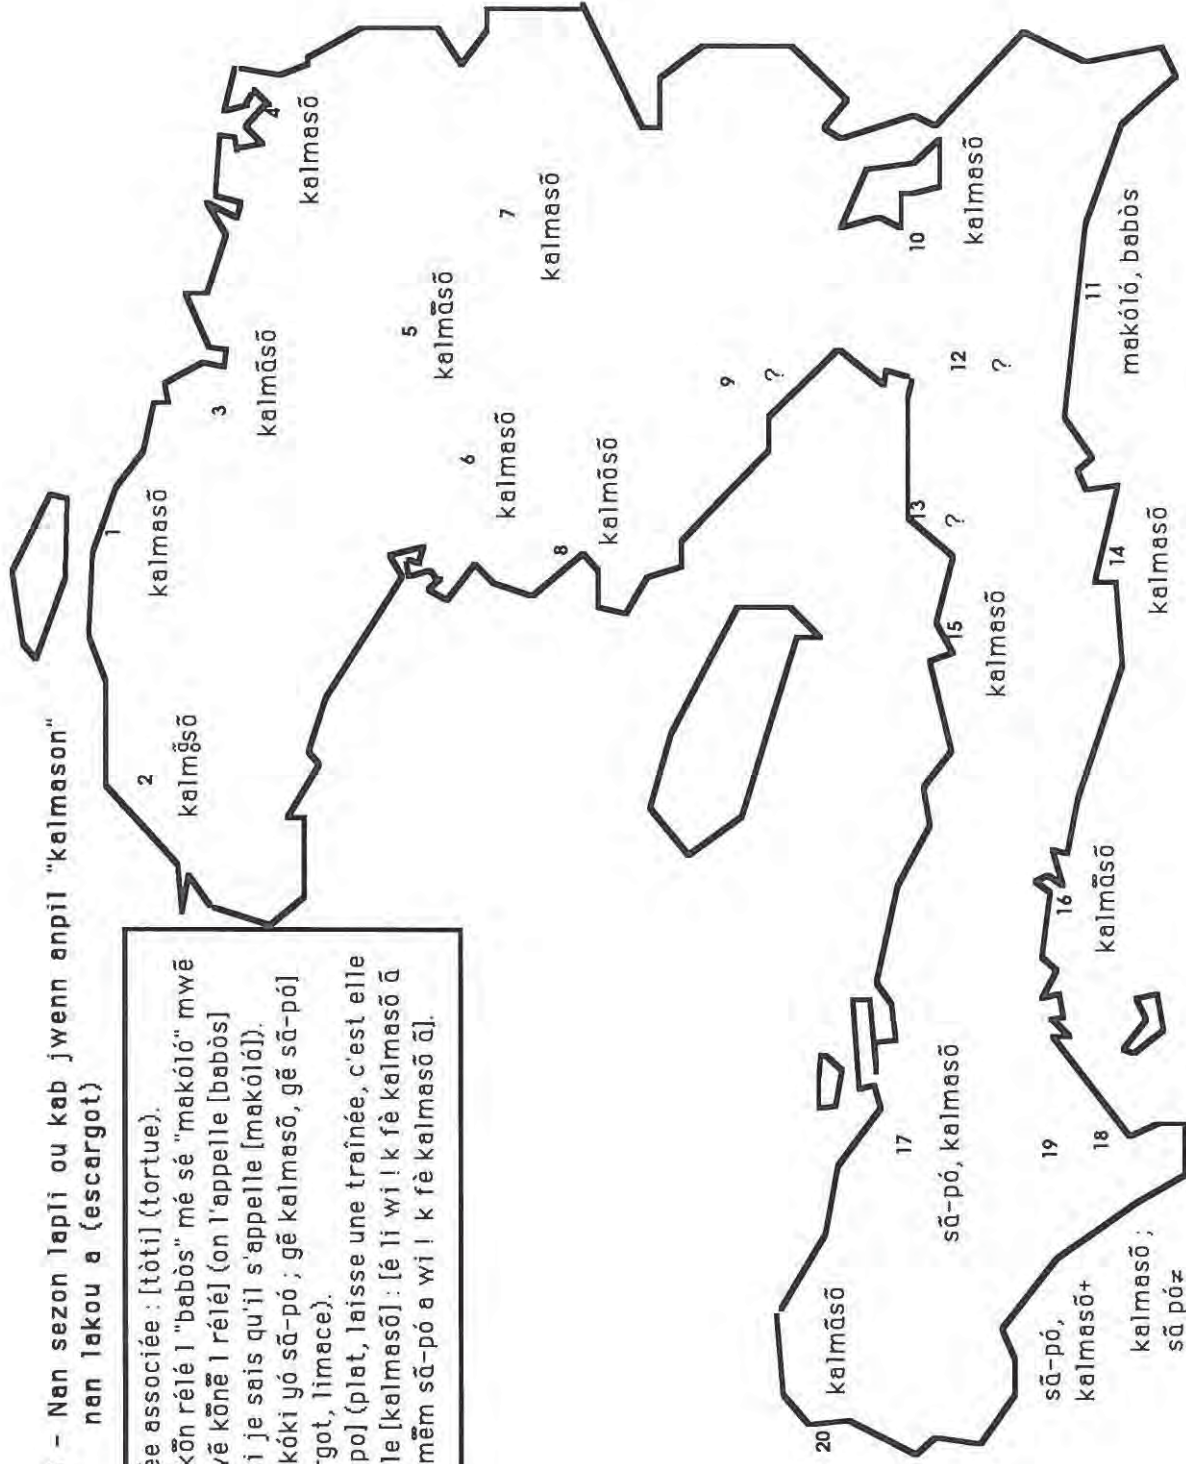 - Nan sezon lapli ou kab jwenn anpil "kalmason"
nan lakou a (escargot)
ee associée : [tòti] (tortue).
kõn rélé l "babòs" mé sé "makóló" mwẽ
vẽ kõnẽ l rélé] (on l'appelle [babòs]
i je sais qu'il s'appelle [makóló]).
kóki yó sã-pó ; gẽ kalmasõ, gẽ sã-pó]
rgot, limace).
po] (plat, laisse une traînée, c'est elle
le [kalmasõ] : [é li wi ! k fè kalmasõ ã
mẽm sã-pó a wi ! k fè kalmasõ ã].
1
kalmasõ
2
kalmãsõ
3
kalmãsõ
4
kalmasõ
5
kalmãsõ
6
kalmasõ
7
kalmasõ
8
kalmõsõ
9
?
10
kalmasõ
11
makóló, babòs
12
?
13
?
14
kalmasõ
15
kalmasõ
16
kalmãsõ
17
sã-pó, kalmasõ
18
kalmasõ ;
sã pó≠
19
sã-pó,
kalmasõ+
20
kalmãsõ